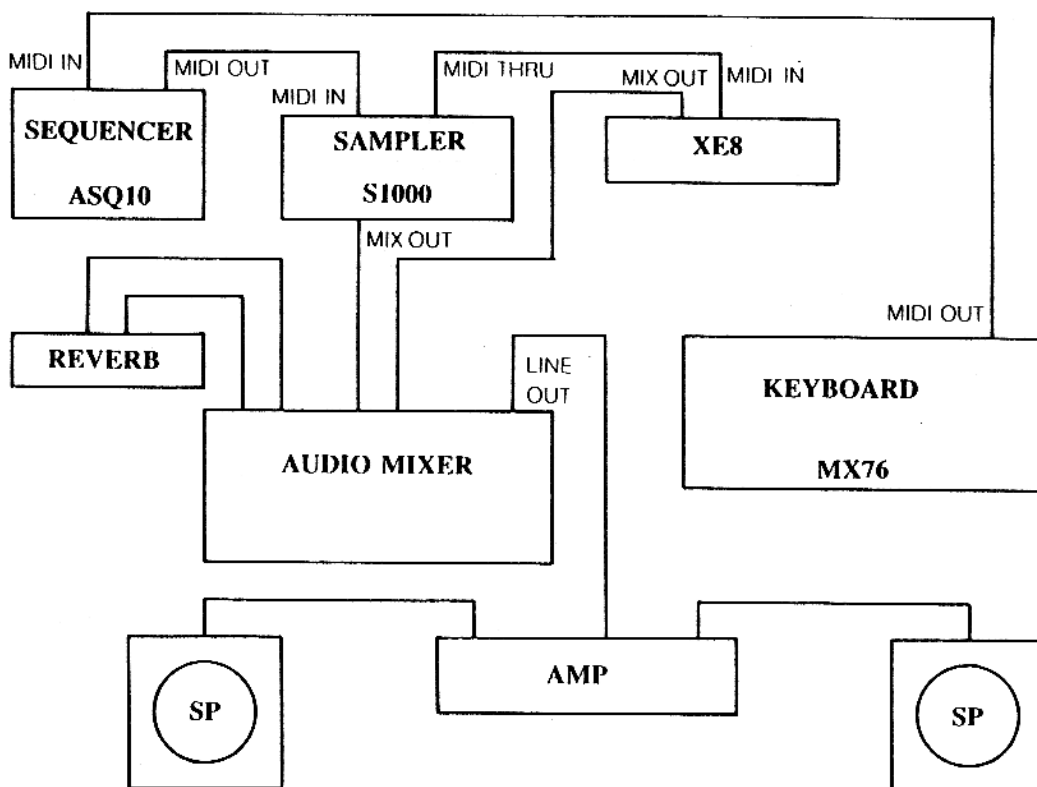 MIDI IN
MIDI OUT
MIDI IN
MIDI THRU
MIX OUT
MIDI IN
SEQUENCER
ASQ10
SAMPLER
S1000
XE8
MIX OUT
MIDI OUT
REVERB
LINE
OUT
KEYBOARD
MX76
AUDIO MIXER
SP
AMP
SP